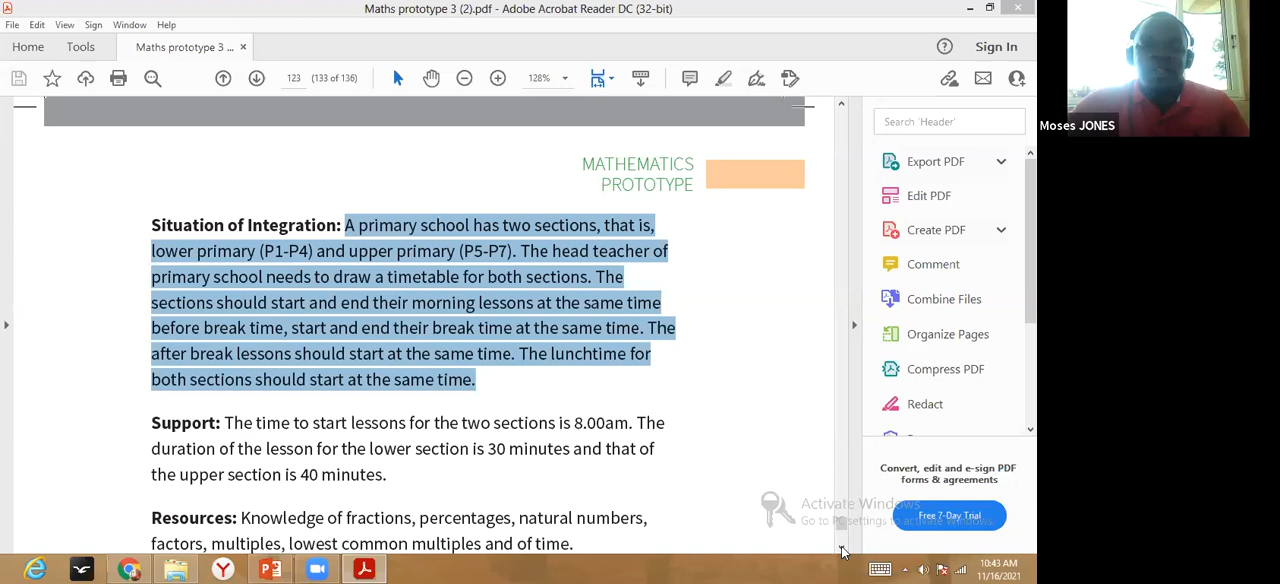 Maths prototype 3 (2).pdf - Adobe Acrobat Reader DC (32-bit)
File Edit View Sign Window Help
Home Tools Maths prototype 3 ... × Sign In
123 (133 of 136) 128%
Moses JONES
MATHEMATICS
PROTOTYPE
Situation of Integration: A primary school has two sections, that is,
lower primary (P1-P4) and upper primary (P5-P7). The head teacher of
primary school needs to draw a timetable for both sections. The
sections should start and end their morning lessons at the same time
before break time, start and end their break time at the same time. The
after break lessons should start at the same time. The lunchtime for
both sections should start at the same time.
Support: The time to start lessons for the two sections is 8.00am. The
duration of the lesson for the lower section is 30 minutes and that of
the upper section is 40 minutes.
Resources: Knowledge of fractions, percentages, natural numbers,
factors, multiples, lowest common multiples and of time.
Search 'Header'
Export PDF
Edit PDF
Create PDF
Comment
Combine Files
Organize Pages
Compress PDF
Redact
Convert, edit and e-sign PDF
forms & agreements
Free 7-Day Trial
Activate Windows
Go to PC settings to activate Windows.
10:43 AM
11/16/2021